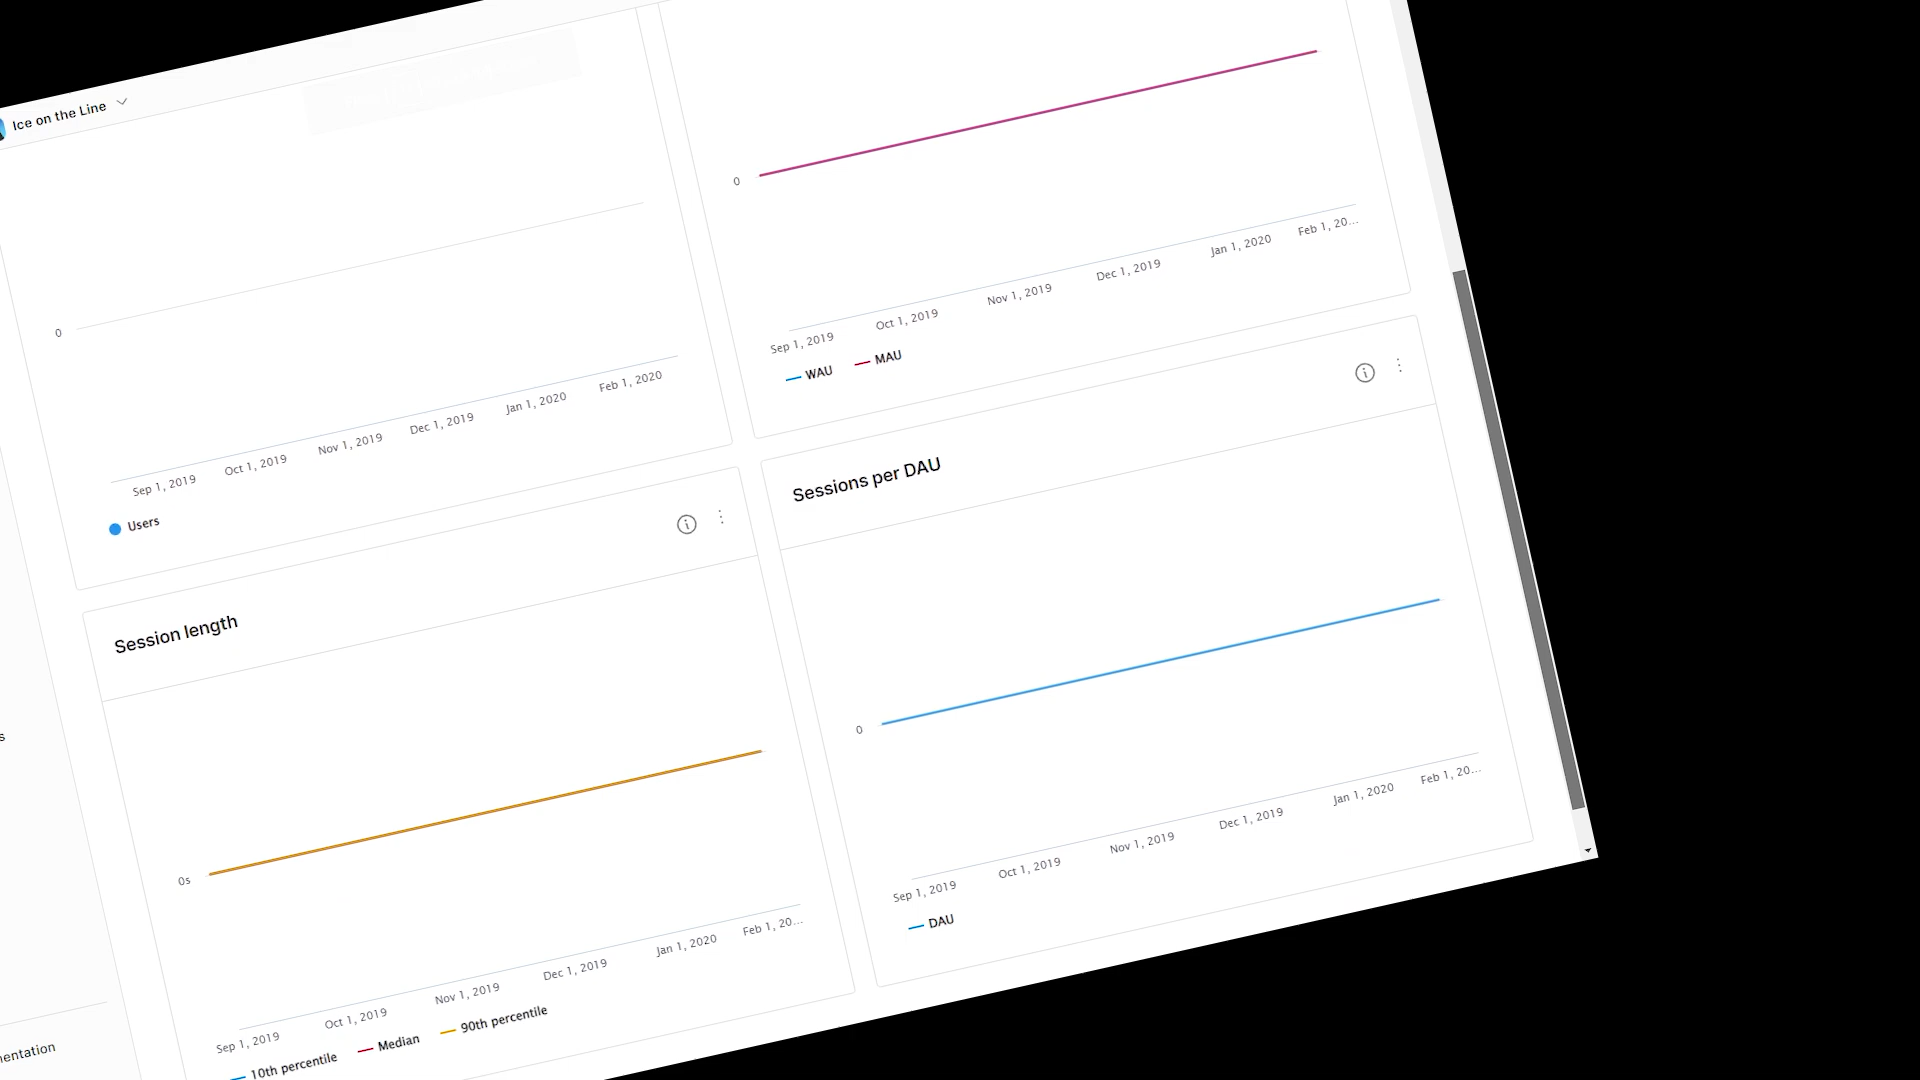 Ice on the Line
0
Sep 1, 2019
Oct 1, 2019
Nov 1, 2019
Dec 1, 2019
Jan 1, 2020
Feb 1, 2020
Users
0
Sep 1, 2019
Oct 1, 2019
Nov 1, 2019
Dec 1, 2019
Jan 1, 2020
Feb 1, 20...
WAU
MAU
Session length
0s
Sep 1, 2019
Oct 1, 2019
Nov 1, 2019
Dec 1, 2019
Jan 1, 2020
Feb 1, 20...
10th percentile
Median
90th percentile
Sessions per DAU
0
Sep 1, 2019
Oct 1, 2019
Nov 1, 2019
Dec 1, 2019
Jan 1, 2020
Feb 1, 20...
DAU